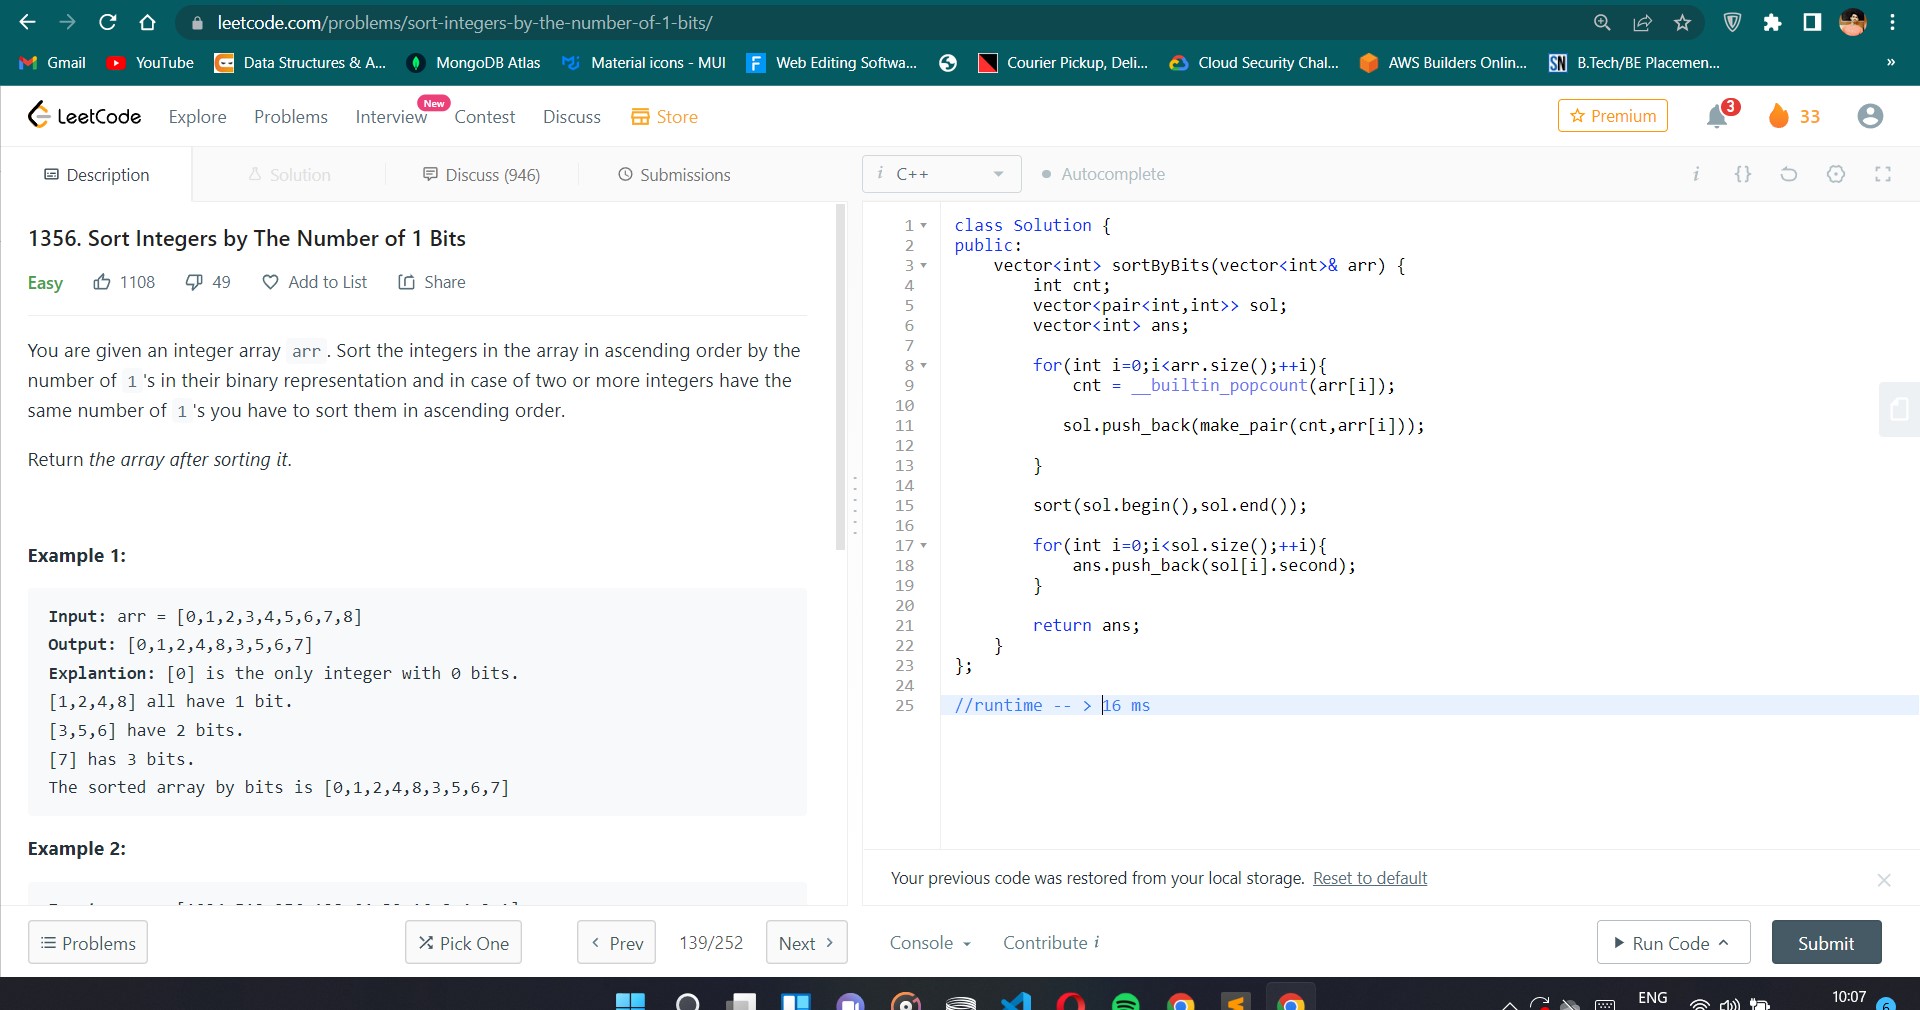 leetcode.com/problems/sort-integers-by-the-number-of-1-bits/
Gmail YouTube Data Structures & A... MongoDB Atlas Material icons - MUI Web Editing Softwa... Courier Pickup, Deli... Cloud Security Chal... AWS Builders Onlin... SN B.Tech/BE Placemen... »
LeetCode Explore Problems Interview New Contest Discuss Store Premium 3 33
Description Solution Discuss (946) Submissions i C++ Autocomplete i {}
1356. Sort Integers by The Number of 1 Bits
Easy 1108 49 Add to List Share
You are given an integer array arr . Sort the integers in the array in ascending order by the
number of 1 's in their binary representation and in case of two or more integers have the
same number of 1 's you have to sort them in ascending order.
Return the array after sorting it.
Example 1:
Input: arr = [0,1,2,3,4,5,6,7,8]
Output: [0,1,2,4,8,3,5,6,7]
Explantion: [0] is the only integer with 0 bits.
[1,2,4,8] all have 1 bit.
[3,5,6] have 2 bits.
[7] has 3 bits.
The sorted array by bits is [0,1,2,4,8,3,5,6,7]
Example 2:
1 class Solution {
2 public:
3 vector<int> sortByBits(vector<int>& arr) {
4 int cnt;
5 vector<pair<int,int>> sol;
6 vector<int> ans;
7
8 for(int i=0;i<arr.size();++i){
9 cnt = __builtin_popcount(arr[i]);
10
11 sol.push_back(make_pair(cnt,arr[i]));
12
13 }
14
15 sort(sol.begin(),sol.end());
16
17 for(int i=0;i<sol.size();++i){
18 ans.push_back(sol[i].second);
19 }
20
21 return ans;
22 }
23 };
24
25 //runtime -- > 16 ms
Your previous code was restored from your local storage. Reset to default
Problems Pick One Prev 139/252 Next Console Contribute i Run Code Submit
ENG 10:07 6